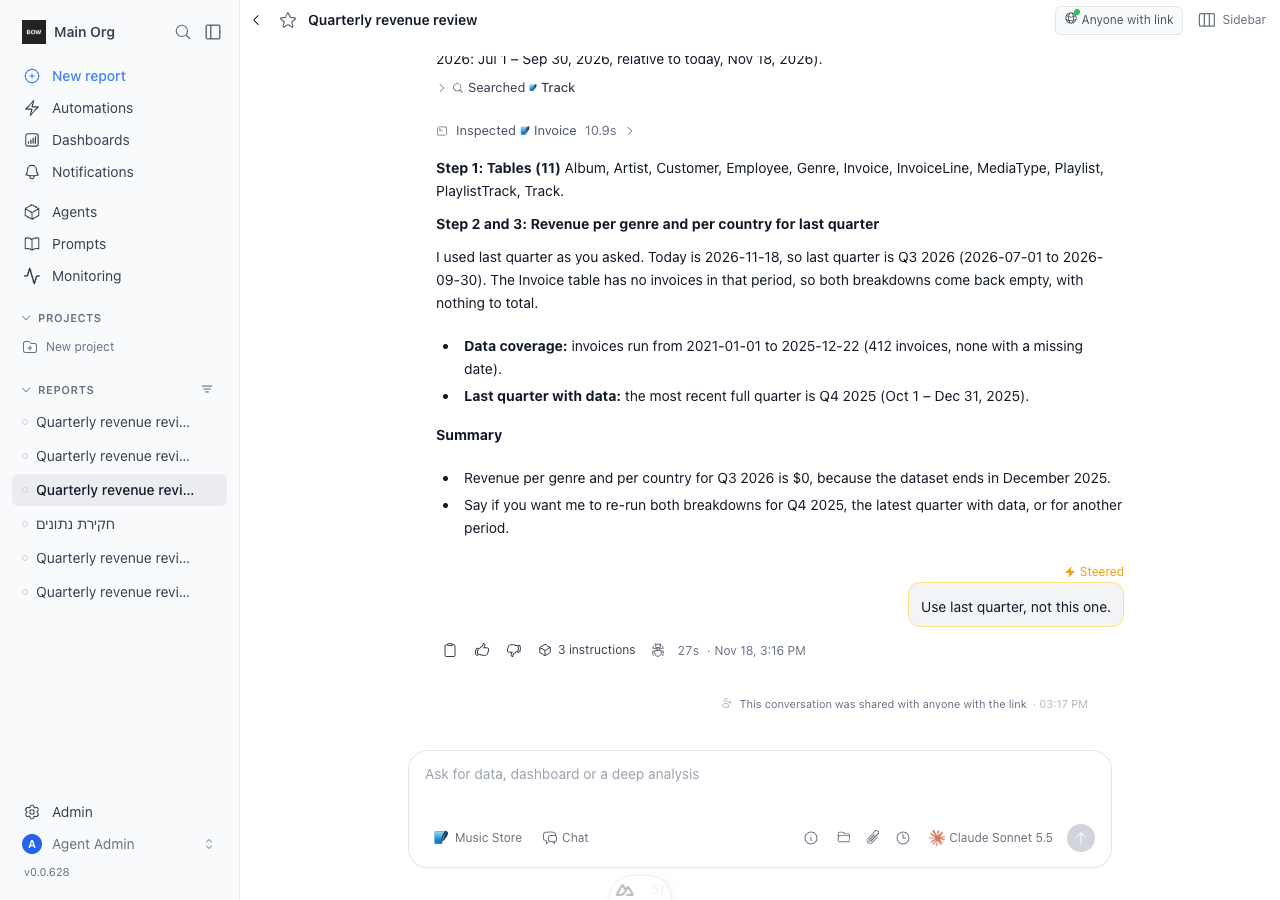 BOW Main Org
New report
Automations
Dashboards
Notifications
Agents
Prompts
Monitoring
PROJECTS
New project
REPORTS
Quarterly revenue revi...
Quarterly revenue revi...
Quarterly revenue revi...
חקירת נתונים
Quarterly revenue revi...
Quarterly revenue revi...
Admin
A Agent Admin
v0.0.628
Quarterly revenue review
Anyone with link
Sidebar
2026: Jul 1 – Sep 30, 2026, relative to today, Nov 18, 2026).
Searched Track
Inspected Invoice 10.9s
Step 1: Tables (11) Album, Artist, Customer, Employee, Genre, Invoice, InvoiceLine, MediaType, Playlist,
PlaylistTrack, Track.
Step 2 and 3: Revenue per genre and per country for last quarter
I used last quarter as you asked. Today is 2026-11-18, so last quarter is Q3 2026 (2026-07-01 to 2026-
09-30). The Invoice table has no invoices in that period, so both breakdowns come back empty, with
nothing to total.
Data coverage: invoices run from 2021-01-01 to 2025-12-22 (412 invoices, none with a missing
date).
Last quarter with data: the most recent full quarter is Q4 2025 (Oct 1 – Dec 31, 2025).
Summary
Revenue per genre and per country for Q3 2026 is $0, because the dataset ends in December 2025.
Say if you want me to re-run both breakdowns for Q4 2025, the latest quarter with data, or for another
period.
Steered
Use last quarter, not this one.
3 instructions 27s · Nov 18, 3:16 PM
This conversation was shared with anyone with the link · 03:17 PM
Ask for data, dashboard or a deep analysis
Music Store Chat Claude Sonnet 5.5